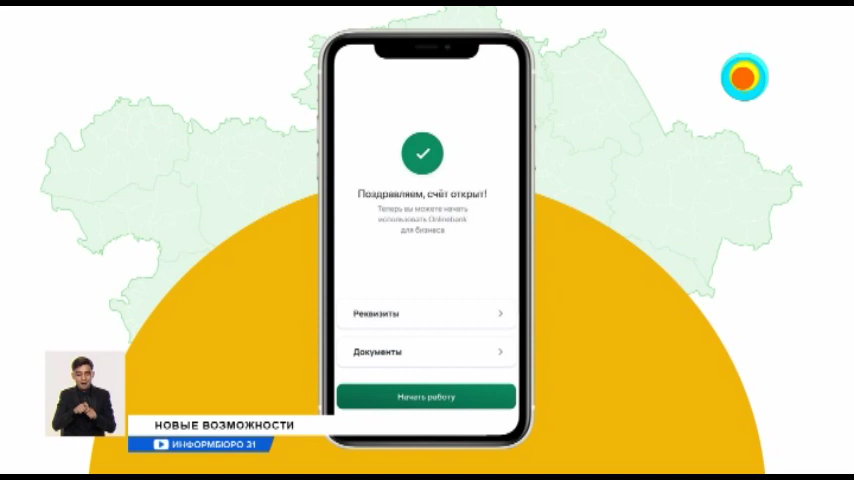 Поздравляем, счёт открыт!
Теперь вы можете начать
использовать Onlinebank
для бизнеса
Реквизиты
Документы
Начать работу
НОВЫЕ ВОЗМОЖНОСТИ
ИНФОРМБЮРО 31